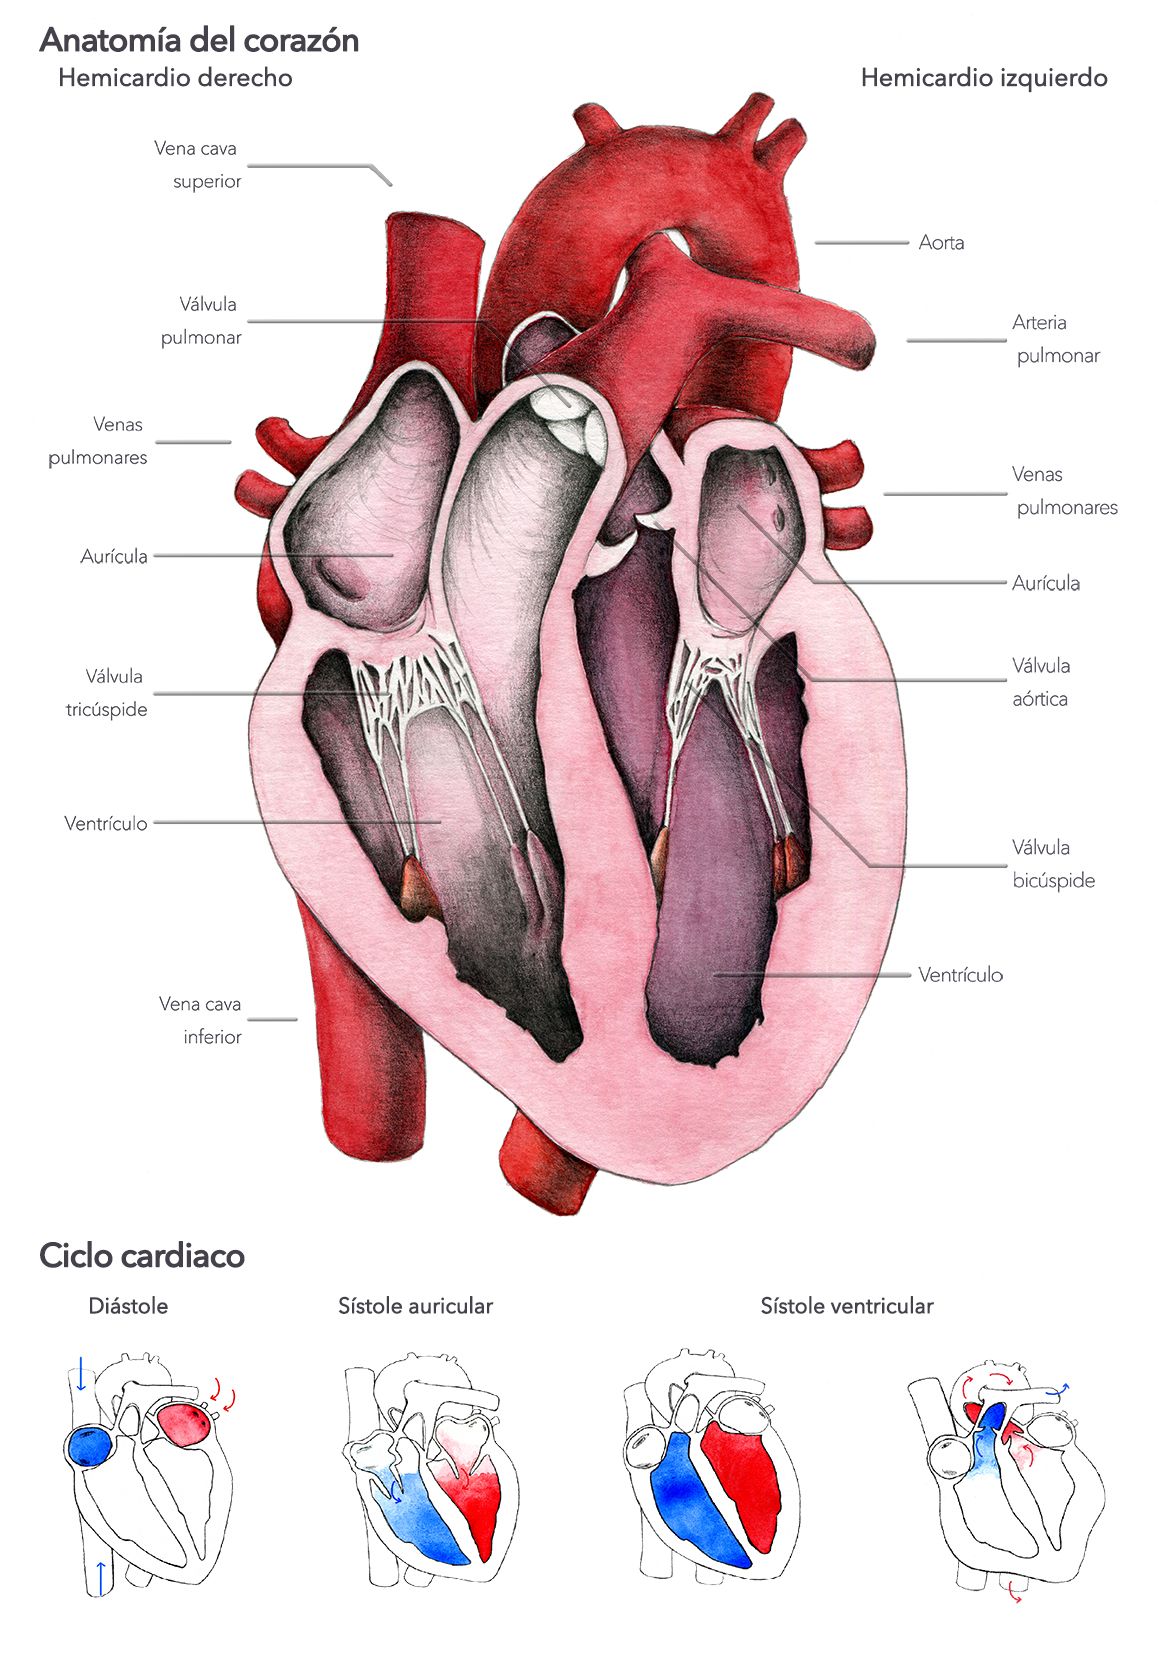 Anatomía del corazón
Hemicardio derecho
Hemicardio izquierdo
Vena cava
superior
Aorta
Válvula
pulmonar
Arteria
pulmonar
Venas
pulmonares
Venas
pulmonares
Aurícula
Aurícula
Válvula
tricúspide
Válvula
aórtica
Ventrículo
Válvula
bicúspide
Ventrículo
Vena cava
inferior
Ciclo cardiaco
Diástole
Sístole auricular
Sístole ventricular